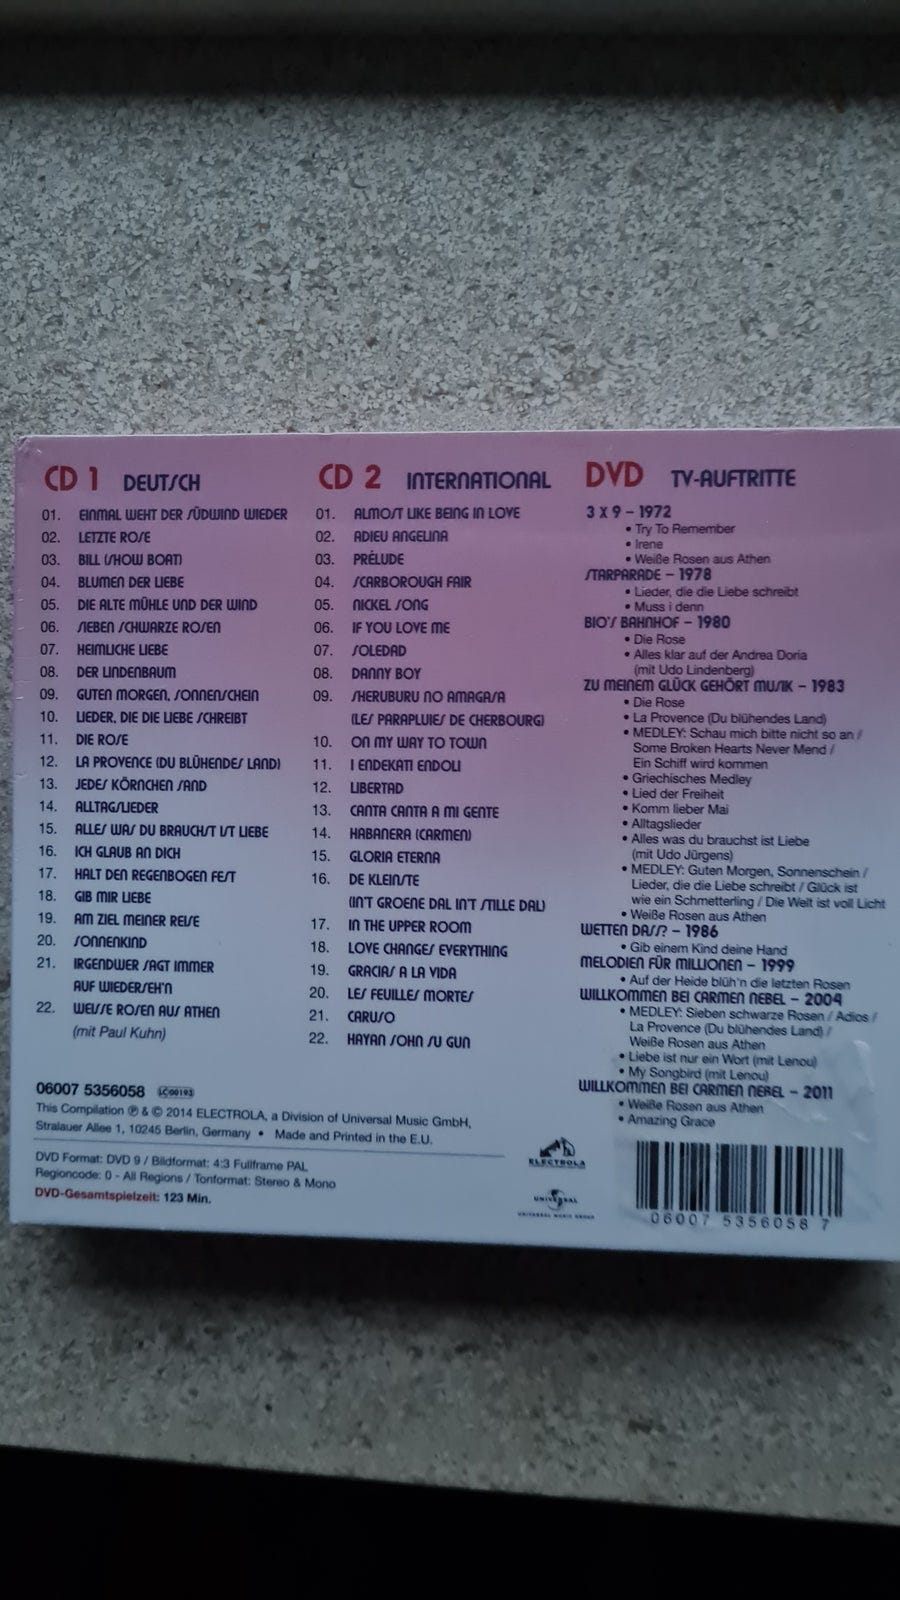 CD 1 DEUTSCH
01. EINMAL WEHT DER SÜDWIND WIEDER
02. LETZTE ROSE
03. BILL (SHOW BOAT)
04. BLUMEN DER LIEBE
05. DIE ALTE MÜHLE UND DER WIND
06. SIEBEN SCHWARZE ROSEN
07. HEIMLICHE LIEBE
08. DER LINDENBAUM
09. GUTEN MORGEN, SONNENSCHEIN
10. LIEDER, DIE DIE LIEBE SCHREIBT
11. DIE ROSE
12. LA PROVENCE (DU BLÜHENDES LAND)
13. JEDES KÖRNCHEN SAND
14. ALLTAGSLIEDER
15. ALLES WAS DU BRAUCHST IST LIEBE
16. ICH GLAUB AN DICH
17. HALT DEN REGENBOGEN FEST
18. GIB MIR LIEBE
19. AM ZIEL MEINER REISE
20. SONNENKIND
21. IRGENDWER SAGT IMMER
AUF WIEDERSEH'N
22. WEISSE ROSEN AUS ATHEN
(mit Paul Kuhn)
CD 2 INTERNATIONAL
01. ALMOST LIKE BEING IN LOVE
02. ADIEU ANGELINA
03. PRÉLUDE
04. SCARBOROUGH FAIR
05. NICKEL SONG
06. IF YOU LOVE ME
07. SOLEDAD
08. DANNY BOY
09. SHERUBURU NO AMAGASA
(LES PARAPLUIES DE CHERBOURG)
10. ON MY WAY TO TOWN
11. I ENDEKATI ENDOLI
12. LIBERTAD
13. CANTA CANTA A MI GENTE
14. HABANERA (CARMEN)
15. GLORIA ETERNA
16. DE KLEINSTE
(IN'T GROENE DAL IN'T STILLE DAL)
17. IN THE UPPER ROOM
18. LOVE CHANGES EVERYTHING
19. GRACIAS A LA VIDA
20. LES FEUILLES MORTES
21. CARUSO
22. HAYAN SOHN SU GUN
DVD TV-AUFTRITTE
3 X 9 – 1972
• Try To Remember
• Irene
• Weiße Rosen aus Athen
STARPARADE – 1978
• Lieder, die die Liebe schreibt
• Muss i denn
BIO'S BAHNHOF – 1980
• Die Rose
• Alles klar auf der Andrea Doria
(mit Udo Lindenberg)
ZU MEINEM GLÜCK GEHÖRT MUSIK – 1983
• Die Rose
• La Provence (Du blühendes Land)
• MEDLEY: Schau mich bitte nicht so an /
Some Broken Hearts Never Mend /
Ein Schiff wird kommen
• Griechisches Medley
• Lied der Freiheit
• Komm lieber Mai
• Alltagslieder
• Alles was du brauchst ist Liebe
(mit Udo Jürgens)
• MEDLEY: Guten Morgen, Sonnenschein /
Lieder, die die Liebe schreibt / Glück ist
wie ein Schmetterling / Die Welt ist voll Licht
• Weiße Rosen aus Athen
WETTEN DASS? – 1986
• Gib einem Kind deine Hand
MELODIEN FÜR MILLIONEN – 1999
• Auf der Heide blüh'n die letzten Rosen
WILLKOMMEN BEI CARMEN NEBEL – 2004
• MEDLEY: Sieben schwarze Rosen / Adios /
La Provence (Du blühendes Land) /
Weiße Rosen aus Athen
• Liebe ist nur ein Wort (mit Lenou)
• My Songbird (mit Lenou)
WILLKOMMEN BEI CARMEN NEBEL – 2011
• Weiße Rosen aus Athen
• Amazing Grace
06007 5356058 LC 00193
This Compilation ℗ & © 2014 ELECTROLA, a Division of Universal Music GmbH,
Stralauer Allee 1, 10245 Berlin, Germany • Made and Printed in the E.U.
DVD Format: DVD 9 / Bildformat: 4:3 Fullframe PAL
Regioncode: 0 - All Regions / Tonformat: Stereo & Mono
DVD-Gesamtspielzeit: 123 Min.
ELECTROLA
UNIVERSAL
UNIVERSAL MUSIC GROUP
06007 5356058 7